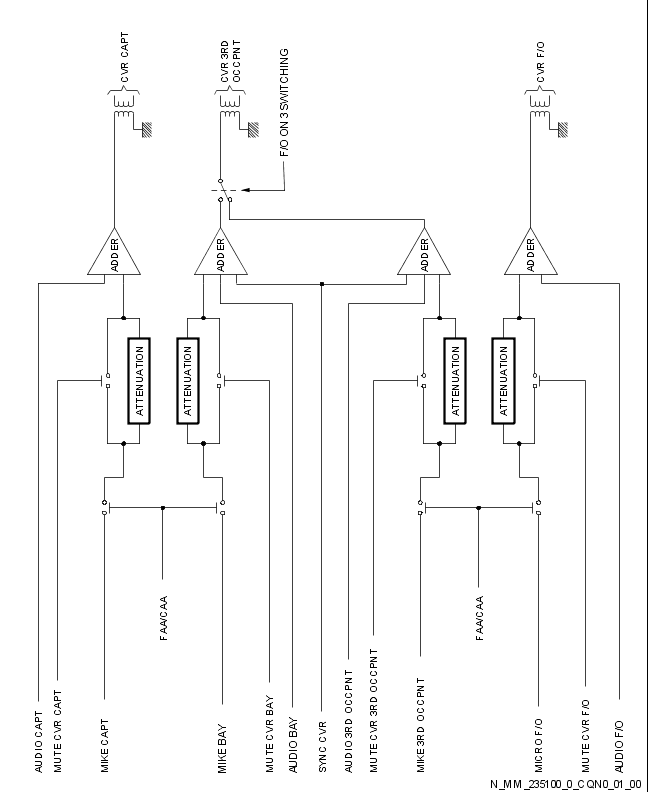 CVR CAPT
CVR 3RD
OCCPNT
F/O ON 3 SWITCHING
CVR F/O
ADDER
ADDER
ADDER
ADDER
ATTENUATION
ATTENUATION
ATTENUATION
ATTENUATION
FAA/CAA
FAA/CAA
AUDIO CAPT
MUTE CVR CAPT
MIKE CAPT
MIKE BAY
MUTE CVR BAY
AUDIO BAY
SYNC CVR
AUDIO 3RD OCCPNT
MUTE CVR 3RD OCCPNT
MIKE 3RD OCCPNT
MICRO F/O
MUTE CVR F/O
AUDIO F/O
N_MM_235100_0_CQN0_01_00